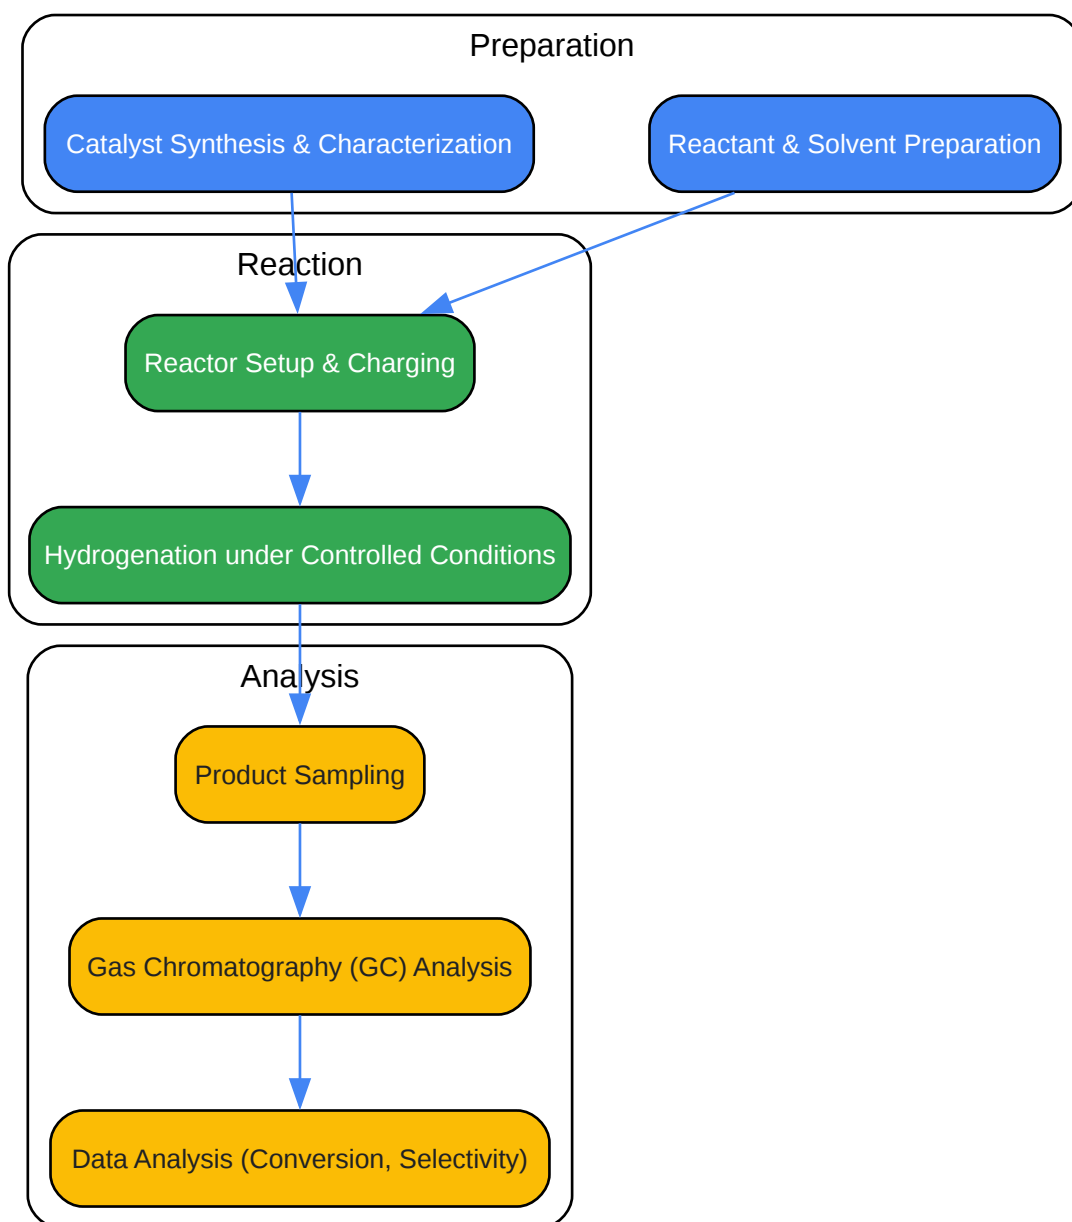 Preparation
Catalyst Synthesis & Characterization
Reactant & Solvent Preparation
Reaction
Reactor Setup & Charging
Hydrogenation under Controlled Conditions
Analysis
Product Sampling
Gas Chromatography (GC) Analysis
Data Analysis (Conversion, Selectivity)